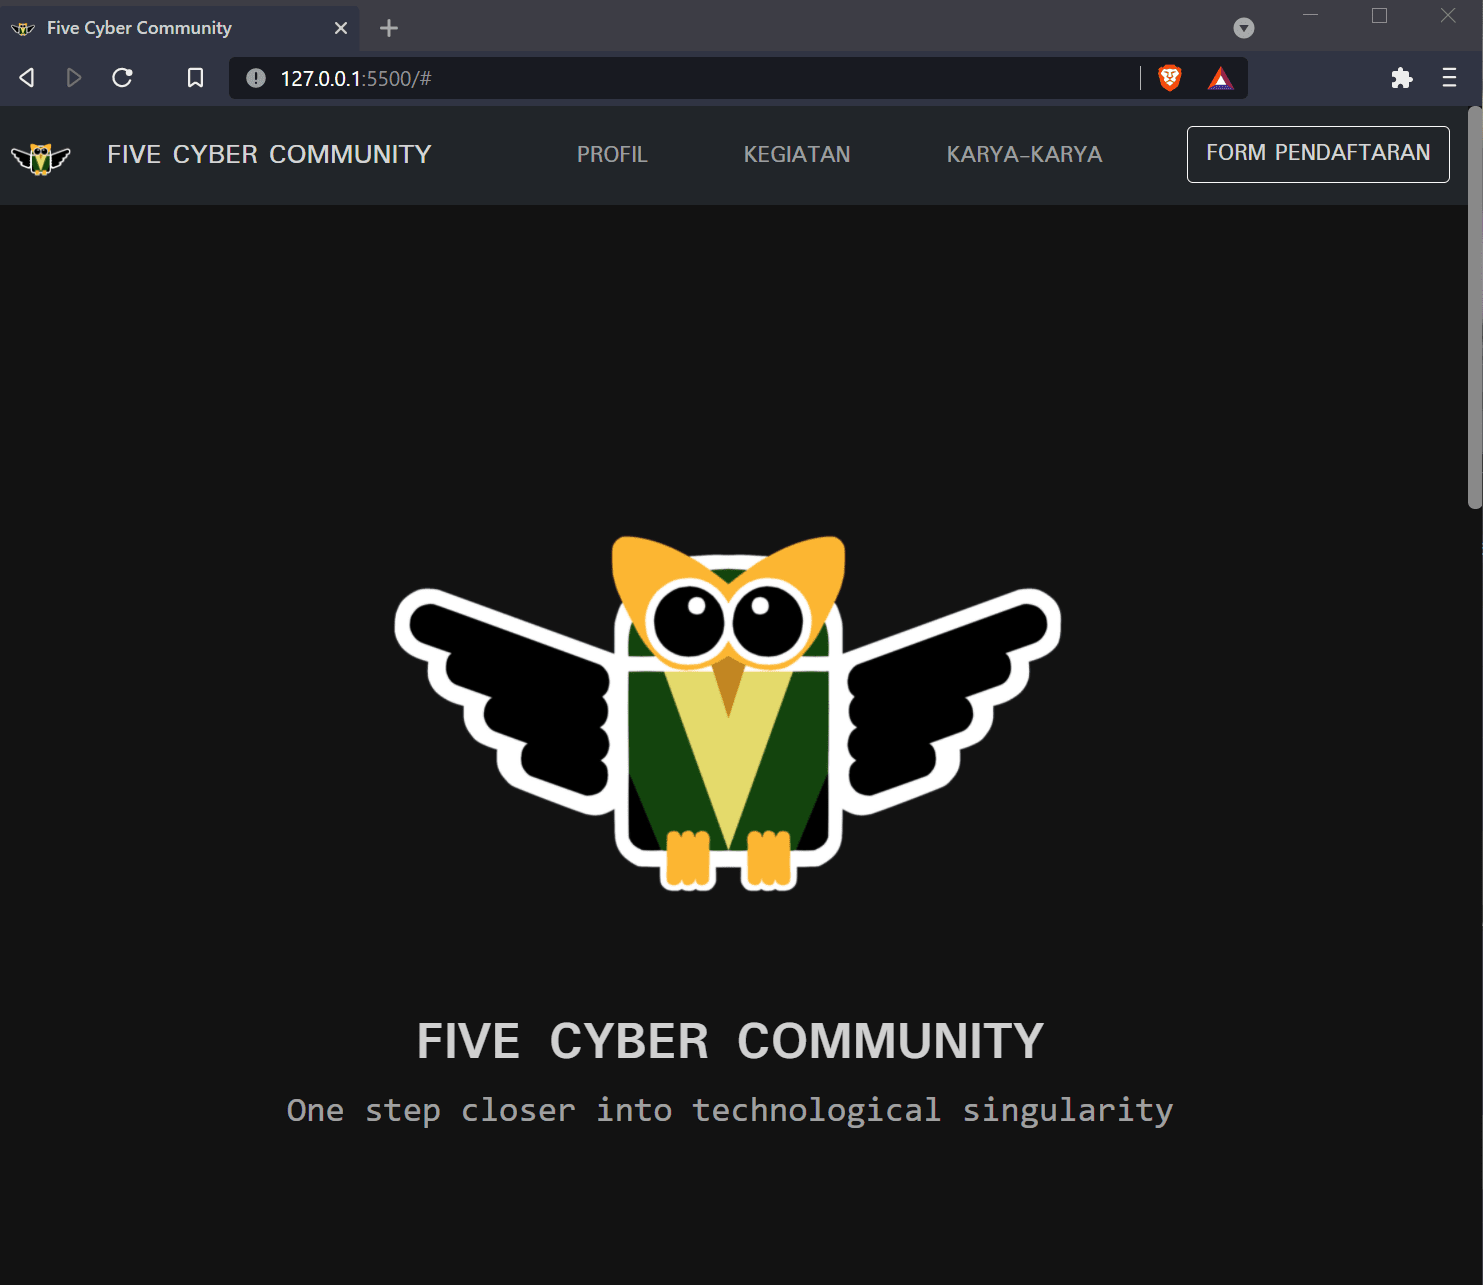 Five Cyber Community
127.0.0.1:5500/#
FIVE CYBER COMMUNITY PROFIL KEGIATAN KARYA-KARYA FORM PENDAFTARAN
FIVE CYBER COMMUNITY
One step closer into technological singularity